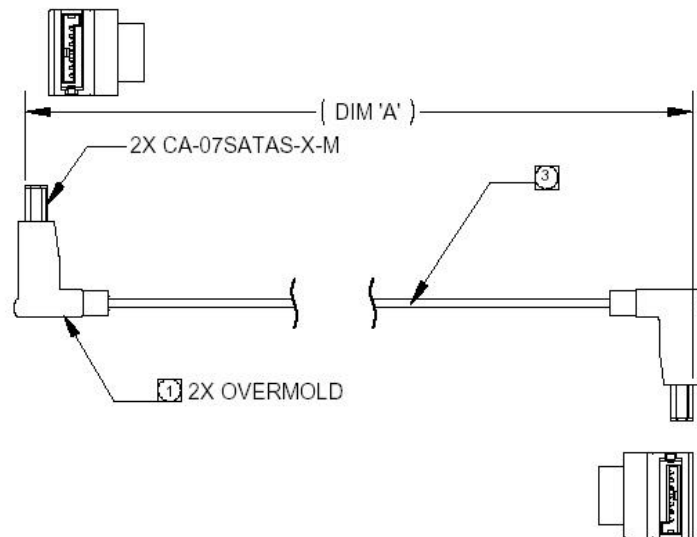 ( DIM 'A' )
2X CA-07SATAS-X-M
3
1 2X OVERMOLD